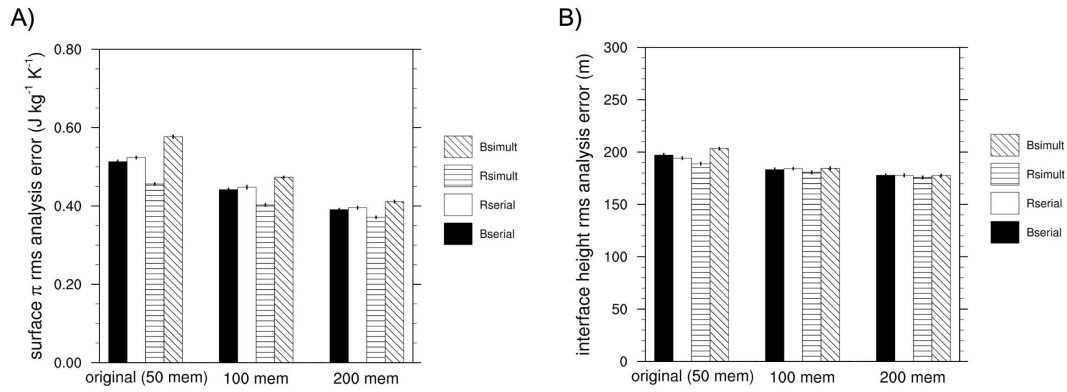 A)
surface π rms analysis error (J kg⁻¹ K⁻¹)
0.80
0.60
0.40
0.20
0.00
original (50 mem)
100 mem
200 mem
Bsimult
Rsimult
Rserial
Bserial
B)
interface height rms analysis error (m)
300
250
200
150
100
50
0
original (50 mem)
100 mem
200 mem
Bsimult
Rsimult
Rserial
Bserial